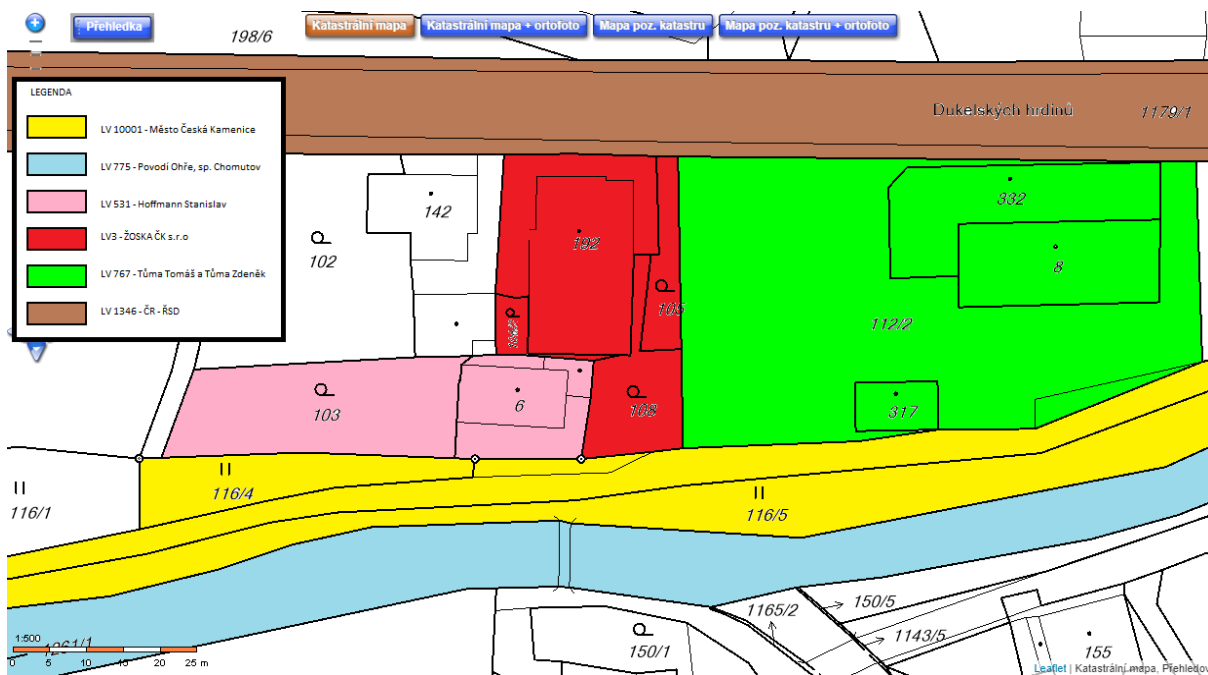 Přehledka
Katastrální mapa
Katastrální mapa + ortofoto
Mapa poz. katastru
Mapa poz. katastru + ortofoto
198/6
Dukelských hrdinů
1179/1
LEGENDA
LV 10001 - Město Česká Kamenice
LV 775 - Povodí Ohře, sp. Chomutov
LV 531 - Hoffmann Stanislav
LV3 - ŽOSKA ČK s.r.o
LV 767 - Tůma Tomáš a Tůma Zdeněk
LV 1346 - ČR - ŘSD
142
102
192
332
8
105
112/2
103
6
108
317
116/4
116/1
116/5
1165/2
150/5
1143/5
150/1
155
1:500
0 5 10 15 20 25 m
Leaflet | Katastrální mapa, Přehledov